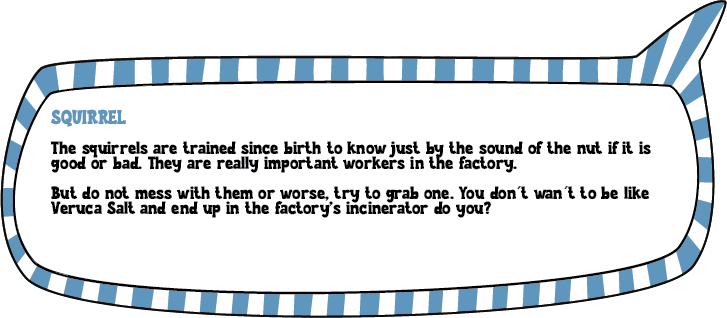 SQUIRREL
The squirrels are trained since birth to know just by the sound of the nut if it is
good or bad. They are really important workers in the factory.
But do not mess with them or worse, try to grab one. You don´t wan´t to be like
Veruca Salt and end up in the factory's incinerator do you?